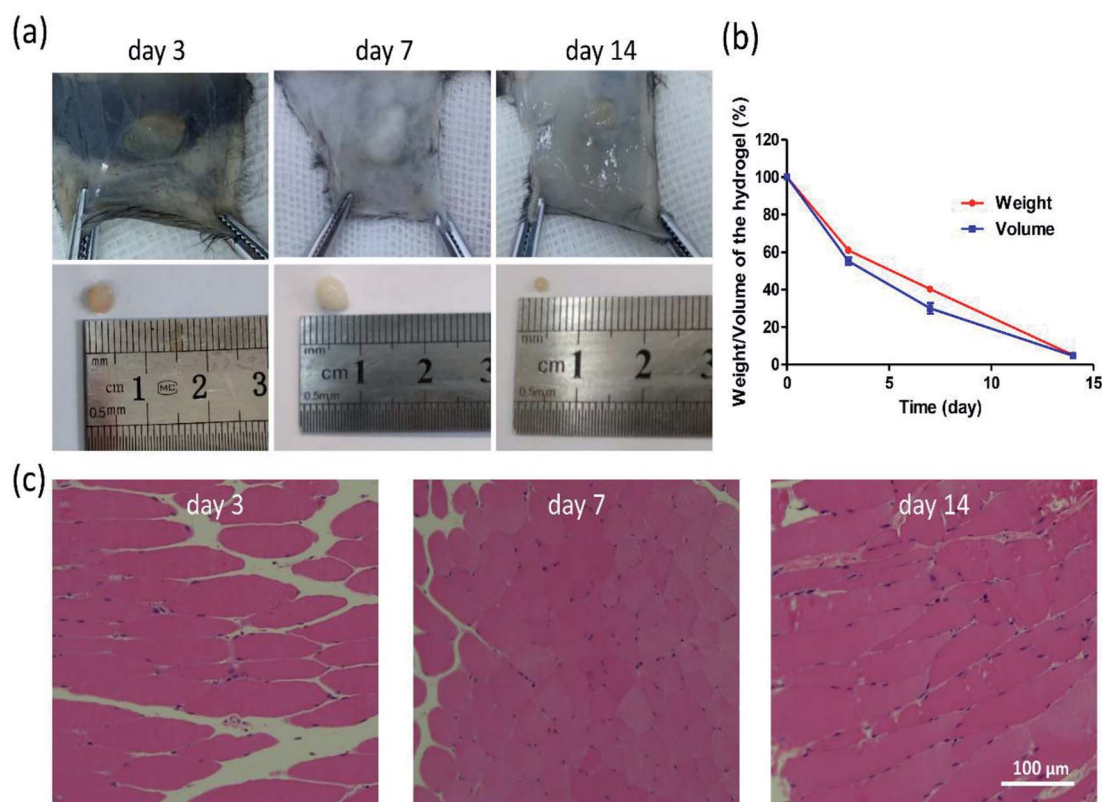 (a)
day 3
day 7
day 14
mm
cm 1 MC 2 3
0.5mm
mm
cm 1 2 3
0.5mm
mm
cm 1 2 3
0.5mm
(b)
Weight/Volume of the hydrogel (%)
120
100
80
60
40
20
0
Weight
Volume
0 5 10 15
Time (day)
(c)
day 3
day 7
day 14
100 µm